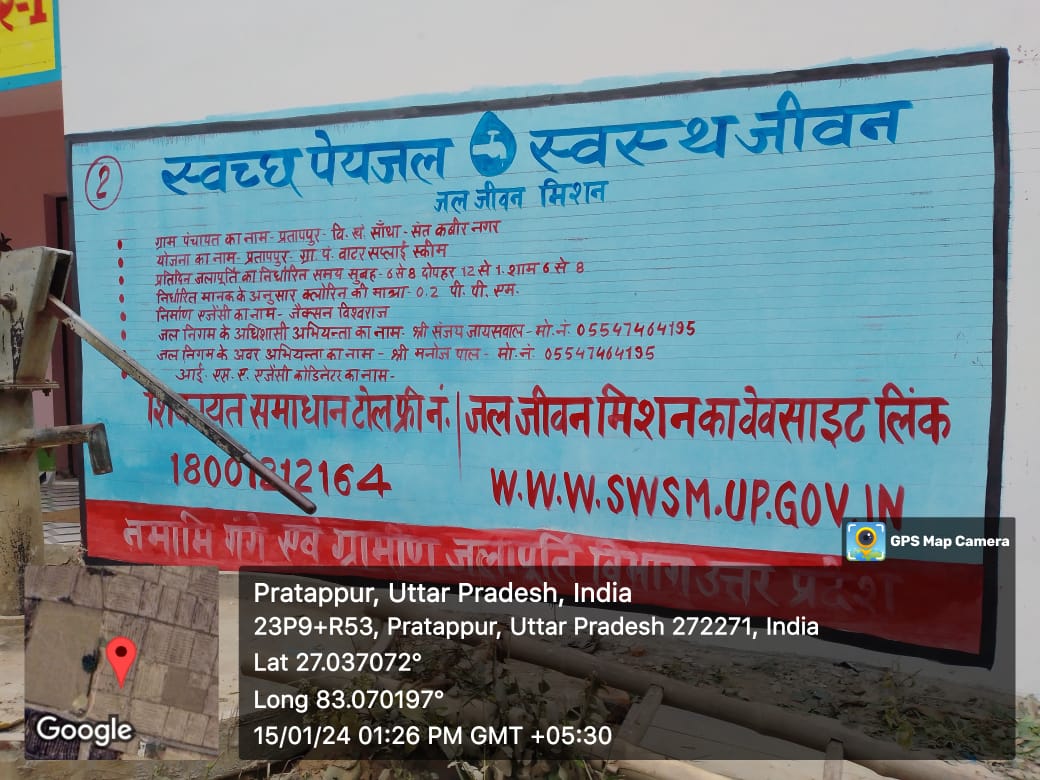 2
स्वच्छ पेयजल स्वस्थ जीवन
जल जीवन मिशन
ग्राम पंचायत का नाम- प्रतापपुर- वि. खं साँथा - संत कबीर नगर
योजना का नाम- प्रतापपुर- ग्रा. पं. वाटर सप्लाई स्कीम
प्रतिदिन जलापूर्ति का निर्धारित समय सुबह- 6 से 8 दोपहर 12 से 1. शाम 6 से 8
निर्धारित मानक के अनुसार क्लोरिन की मात्रा- 0.2 पी. पी. एम.
निर्माण एजेंसी का नाम- जैक्सन विश्वराज
जल निगम के अधिशासी अभियन्ता का नाम- श्री संजय जायसवाल- मो. नं. 05547464195
जल निगम के अवर अभियन्ता का नाम - श्री मनोज पाल- मो. नं. 05547464195
आई. एस. ए. एजेंसी कोडिनेटर का नाम-
शिकायत समाधान टोल फ्री नं. जल जीवन मिशन का वेवसाइट लिंक
18001212164 W.W.W.SWSM.UP.GOV.IN
नमामि गंगे एवं ग्रामीण जलापूर्ति विभाग उत्तर प्रदेश
GPS Map Camera
Pratappur, Uttar Pradesh, India
23P9+R53, Pratappur, Uttar Pradesh 272271, India
Lat 27.037072°
Long 83.070197°
15/01/24 01:26 PM GMT +05:30
Google